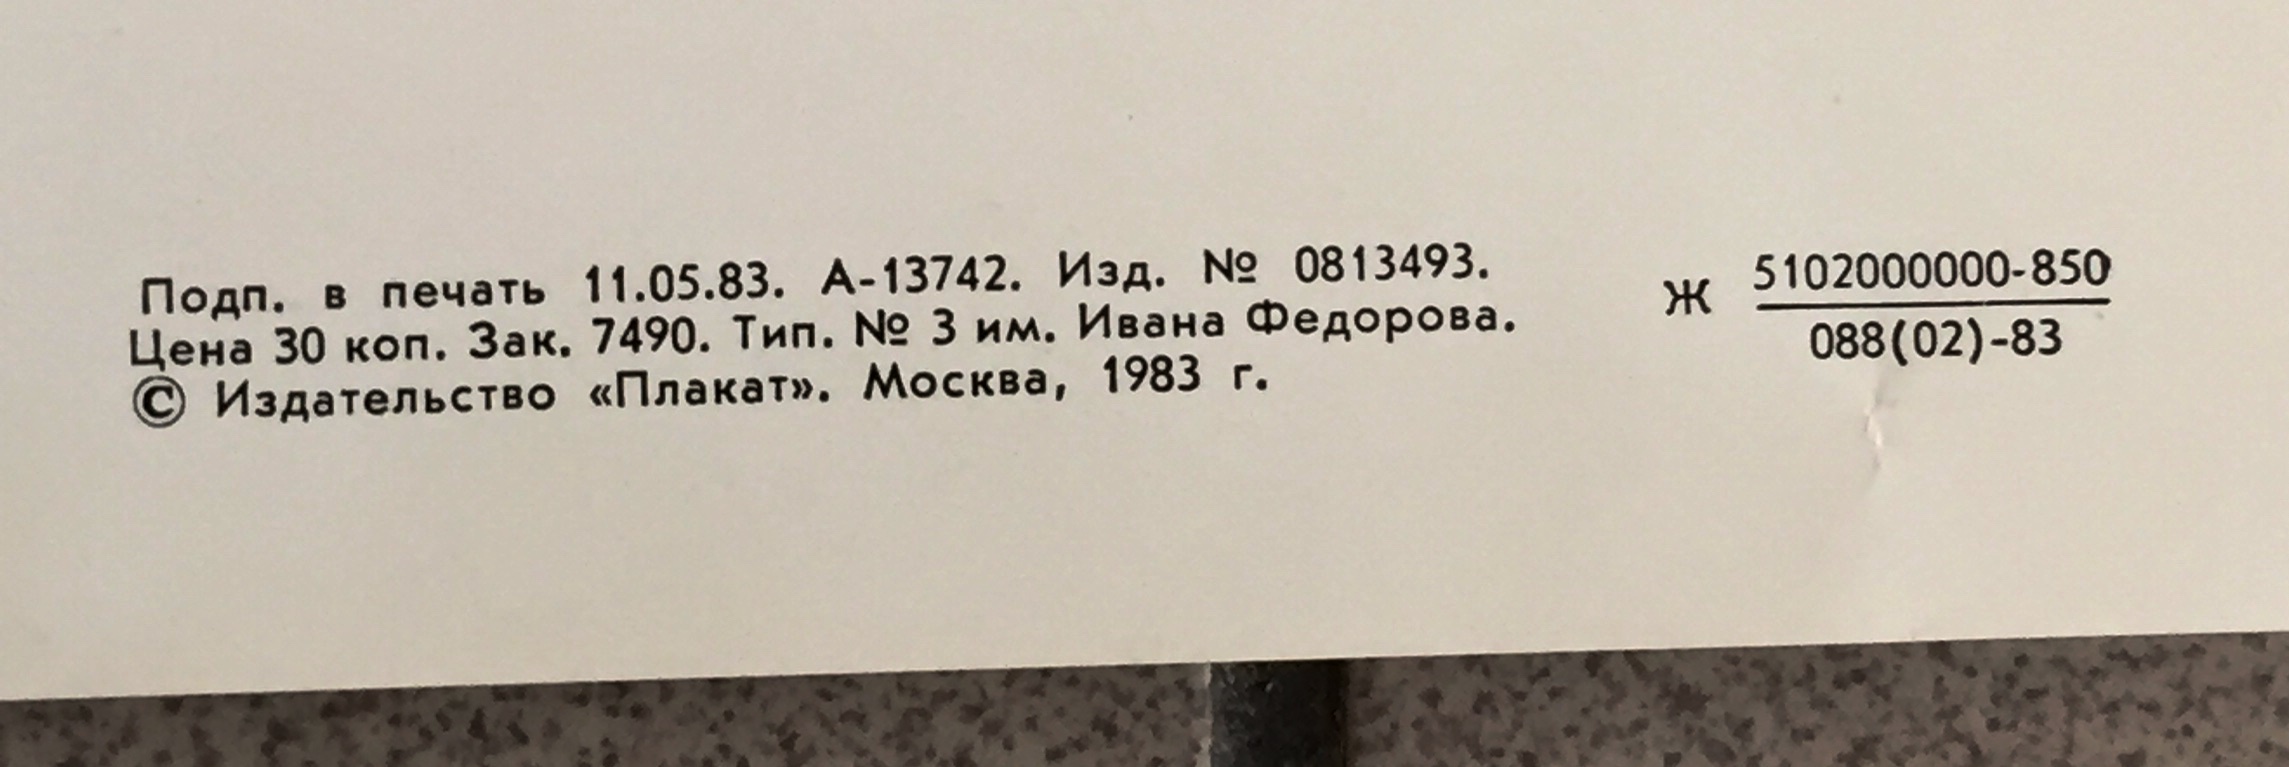 Подп. в печать 11.05.83. А-13742. Изд. № 0813493.
Цена 30 коп. Зак. 7490. Тип. № 3 им. Ивана Федорова.
© Издательство «Плакат». Москва, 1983 г.
Ж 5102000000-850
088(02)-83